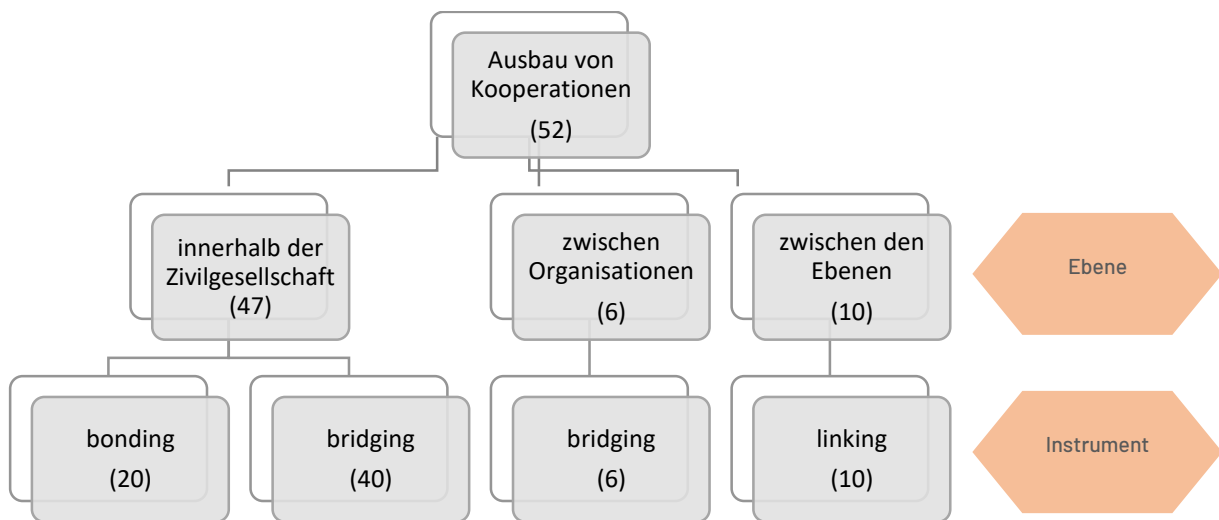 Ausbau von
Kooperationen
(52)
innerhalb der
Zivilgesellschaft
(47)
zwischen
Organisationen
(6)
zwischen den
Ebenen
(10)
Ebene
bonding
(20)
bridging
(40)
bridging
(6)
linking
(10)
Instrument